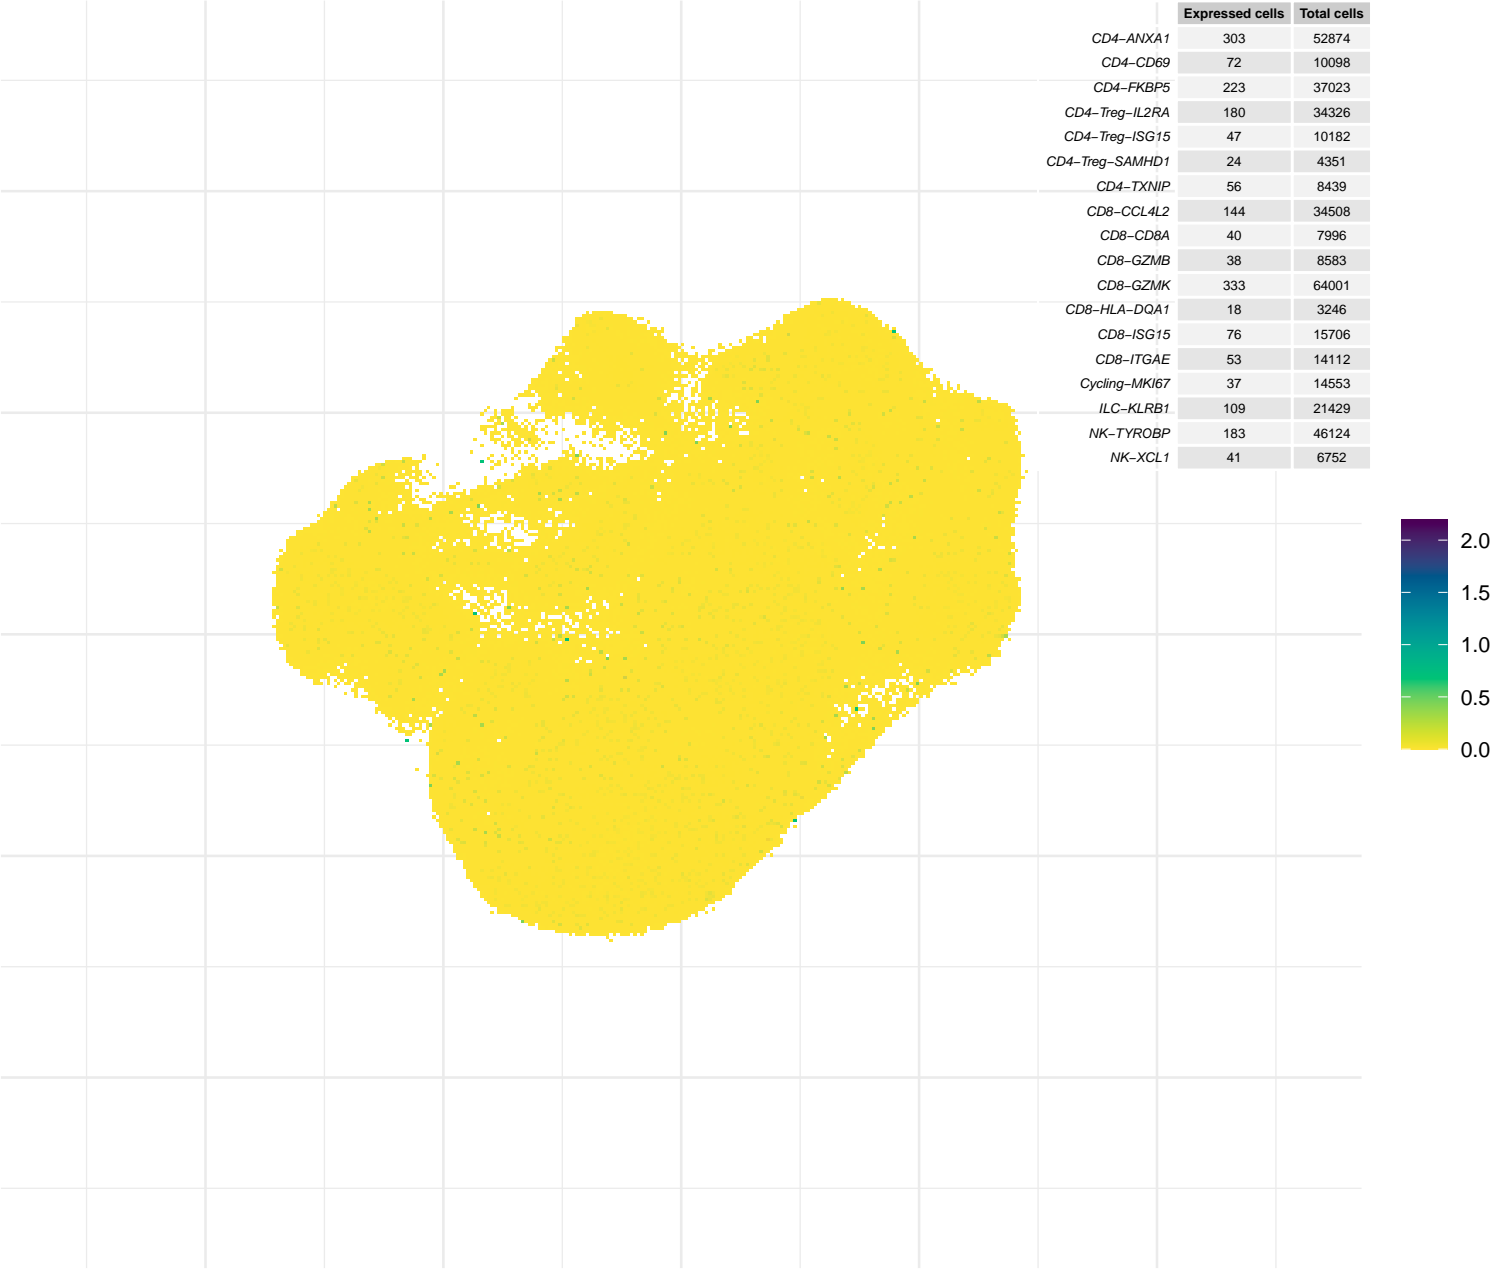 Expressed cells Total cells
CD4−ANXA1 303 52874
CD4−CD69 72 10098
CD4−FKBP5 223 37023
CD4−Treg−IL2RA 180 34326
CD4−Treg−ISG15 47 10182
CD4−Treg−SAMHD1 24 4351
CD4−TXNIP 56 8439
CD8−CCL4L2 144 34508
CD8−CD8A 40 7996
CD8−GZMB 38 8583
CD8−GZMK 333 64001
CD8−HLA−DQA1 18 3246
CD8−ISG15 76 15706
CD8−ITGAE 53 14112
Cycling−MKI67 37 14553
ILC−KLRB1 109 21429
NK−TYROBP 183 46124
NK−XCL1 41 6752
2.0
1.5
1.0
0.5
0.0